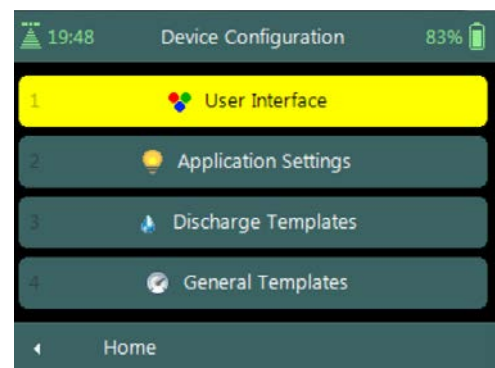 19:48 Device Configuration 83%
1 User Interface
2 Application Settings
3 Discharge Templates
4 General Templates
Home